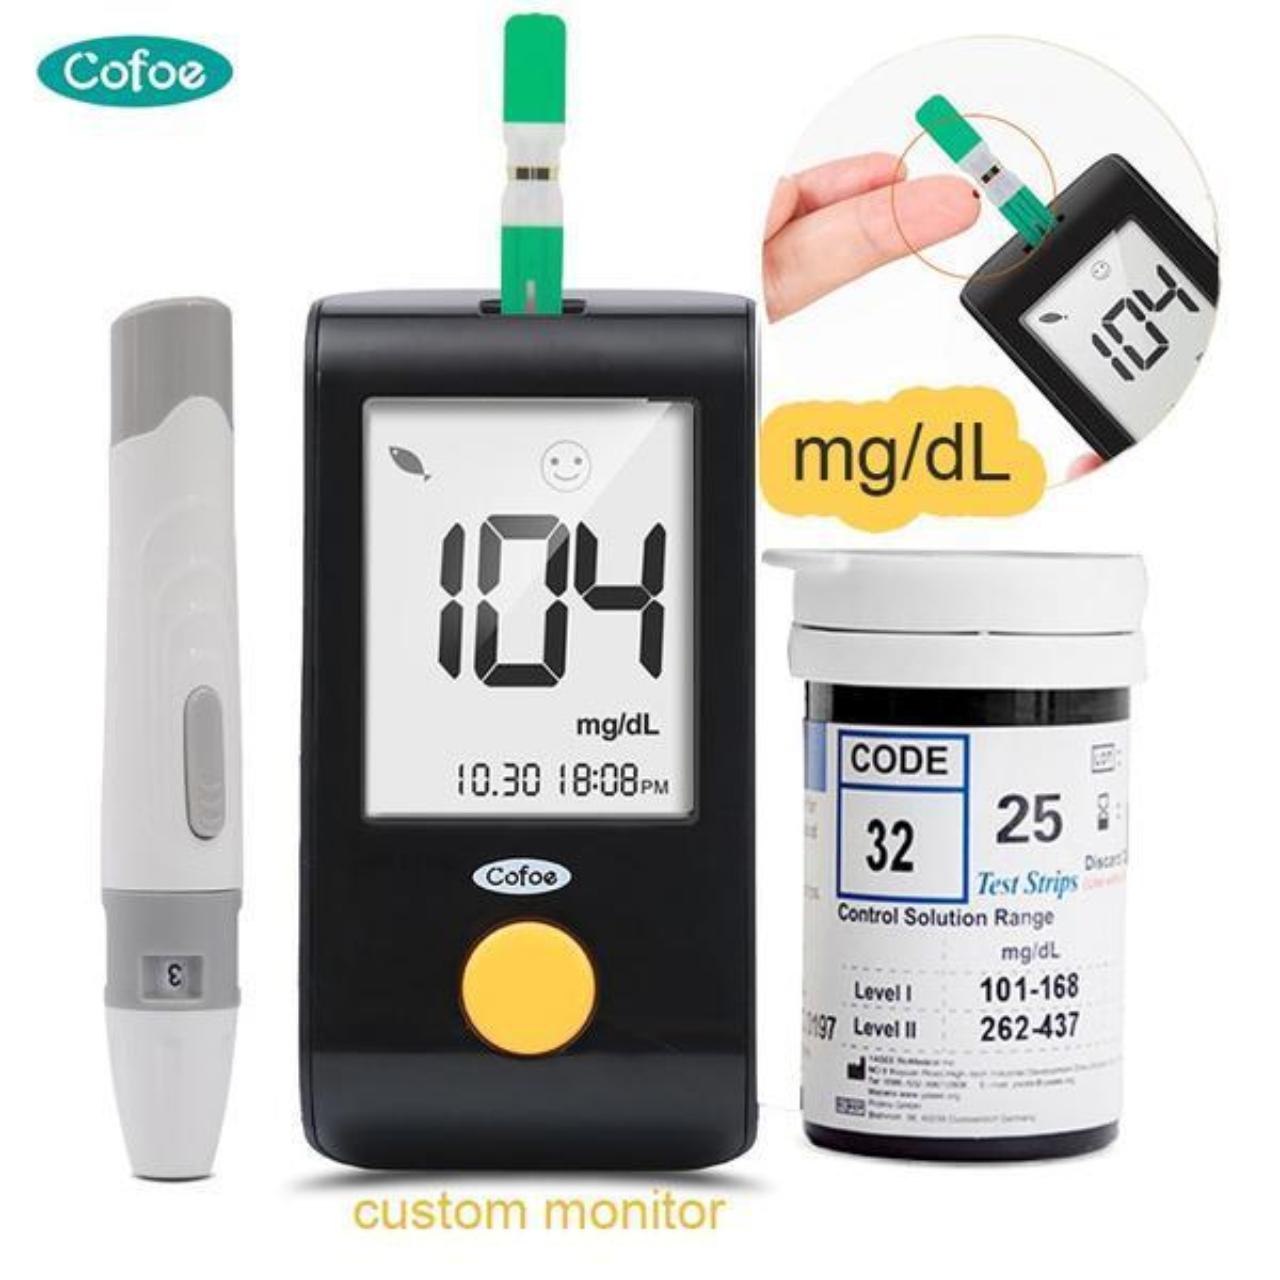 Cofoe
104
mg/dL
104
mg/dL
10.30 18:08PM
Cofoe
3
CODE
32
25
Test Strips
Control Solution Range
mg/dL
Level I 101-168
Level II 262-437
custom monitor